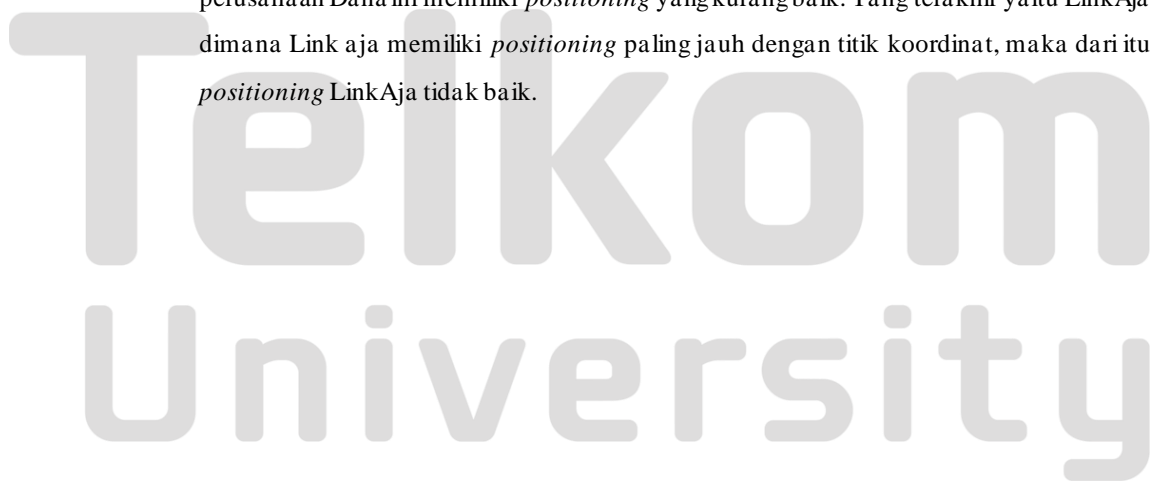 perusahaan Dana ini memiliki positioning yang kurang baik. Yang terakhir yaitu LinkAja
dimana Link aja memiliki positioning paling jauh dengan titik koordinat, maka dari itu
positioning LinkAja tidak baik.
Telkom
University